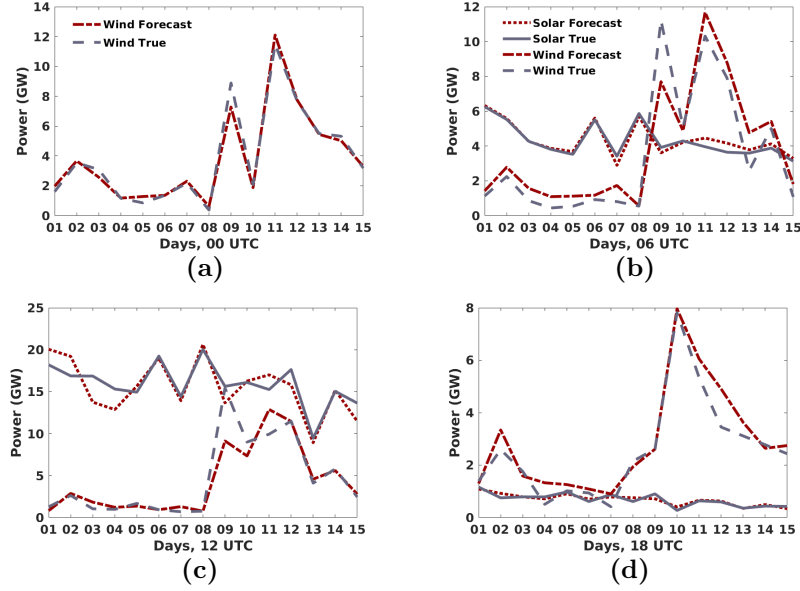 14
12
10
8
6
4
2
0
Power (GW)
Wind Forecast
Wind True
01 02 03 04 05 06 07 08 09 10 11 12 13 14 15
Days, 00 UTC
(a)
12
10
8
6
4
2
0
Power (GW)
Solar Forecast
Solar True
Wind Forecast
Wind True
01 02 03 04 05 06 07 08 09 10 11 12 13 14 15
Days, 06 UTC
(b)
25
20
15
10
5
0
Power (GW)
01 02 03 04 05 06 07 08 09 10 11 12 13 14 15
Days, 12 UTC
(c)
8
6
4
2
0
Power (GW)
01 02 03 04 05 06 07 08 09 10 11 12 13 14 15
Days, 18 UTC
(d)